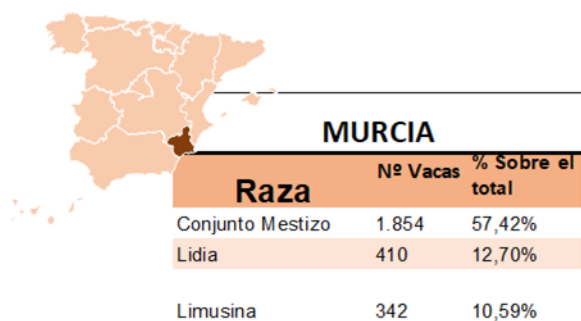 MURCIA
Raza Nº Vacas % Sobre el total
Conjunto Mestizo 1.854 57,42%
Lidia 410 12,70%
Limusina 342 10,59%